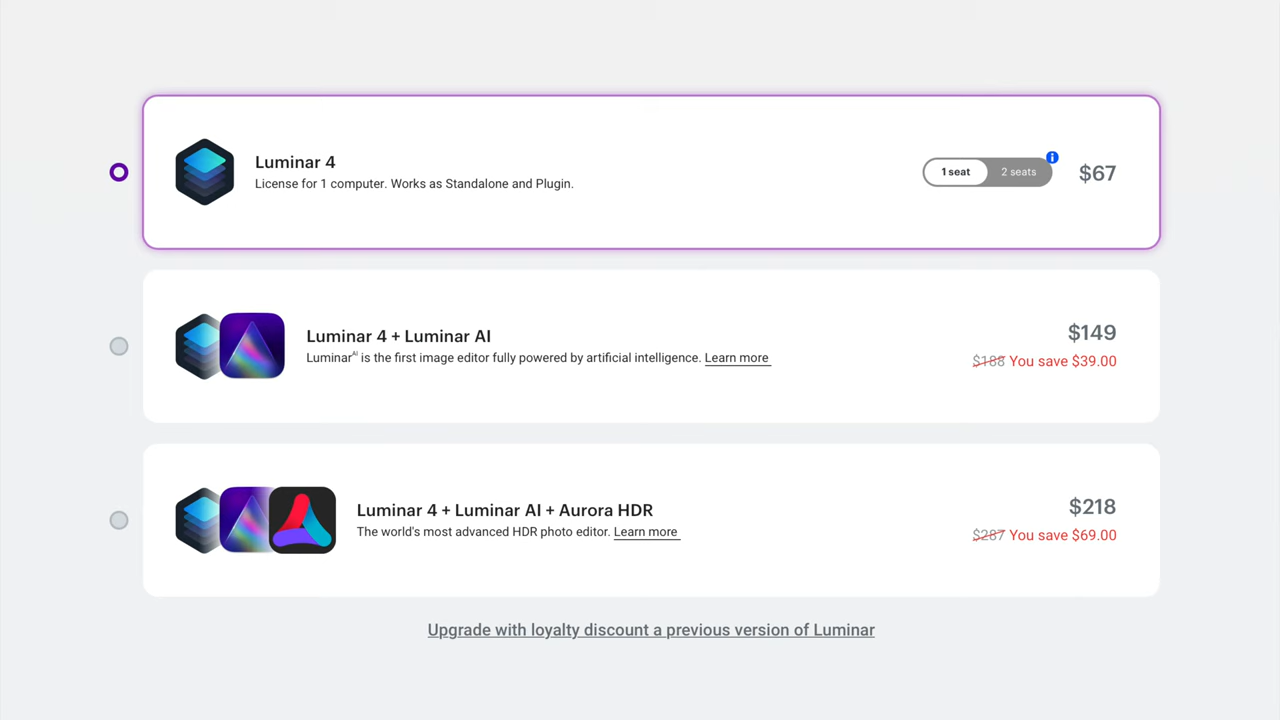 Luminar 4
License for 1 computer. Works as Standalone and Plugin.
1 seat 2 seats
i
$67
Luminar 4 + Luminar AI
Luminar AI is the first image editor fully powered by artificial intelligence. Learn more
$149
$188 You save $39.00
Luminar 4 + Luminar AI + Aurora HDR
The world's most advanced HDR photo editor. Learn more
$218
$287 You save $69.00
Upgrade with loyalty discount a previous version of Luminar